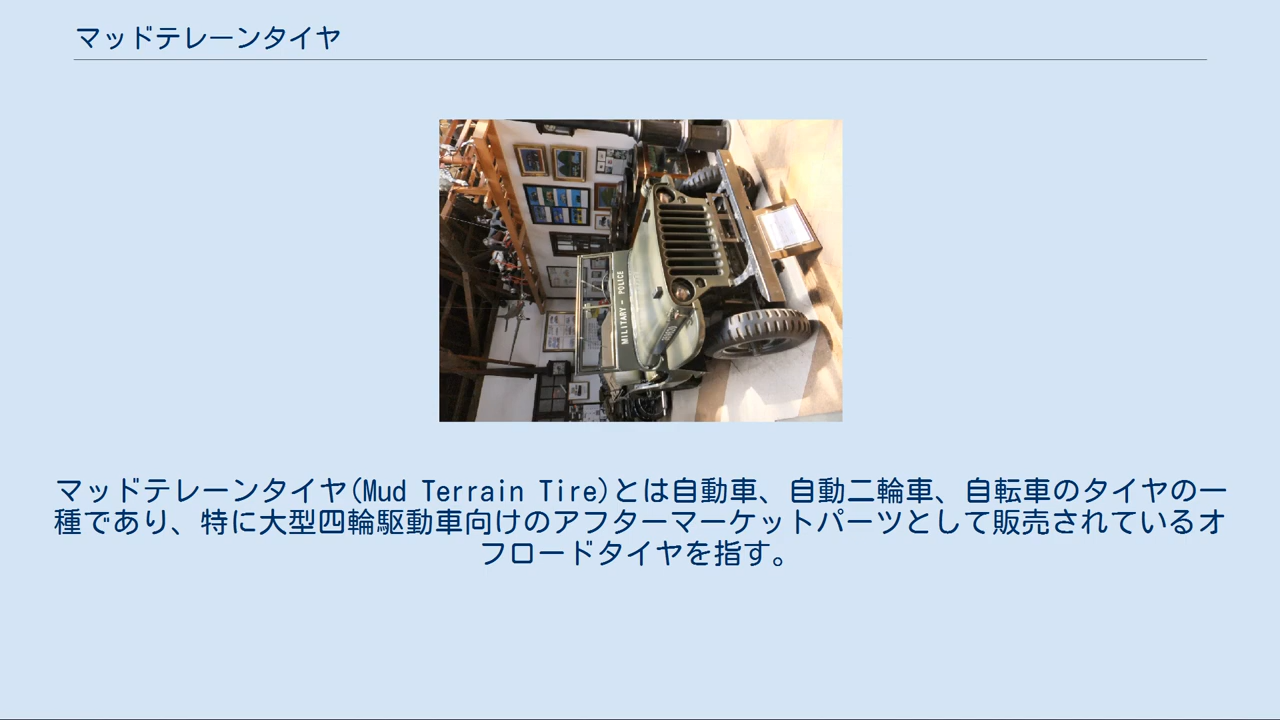 マッドテレーンタイヤ
MILITARY - POLICE
マッドテレーンタイヤ(Mud Terrain Tire)とは自動車、自動二輪車、自転車のタイヤの一
種であり、特に大型四輪駆動車向けのアフターマーケットパーツとして販売されているオ
フロードタイヤを指す。